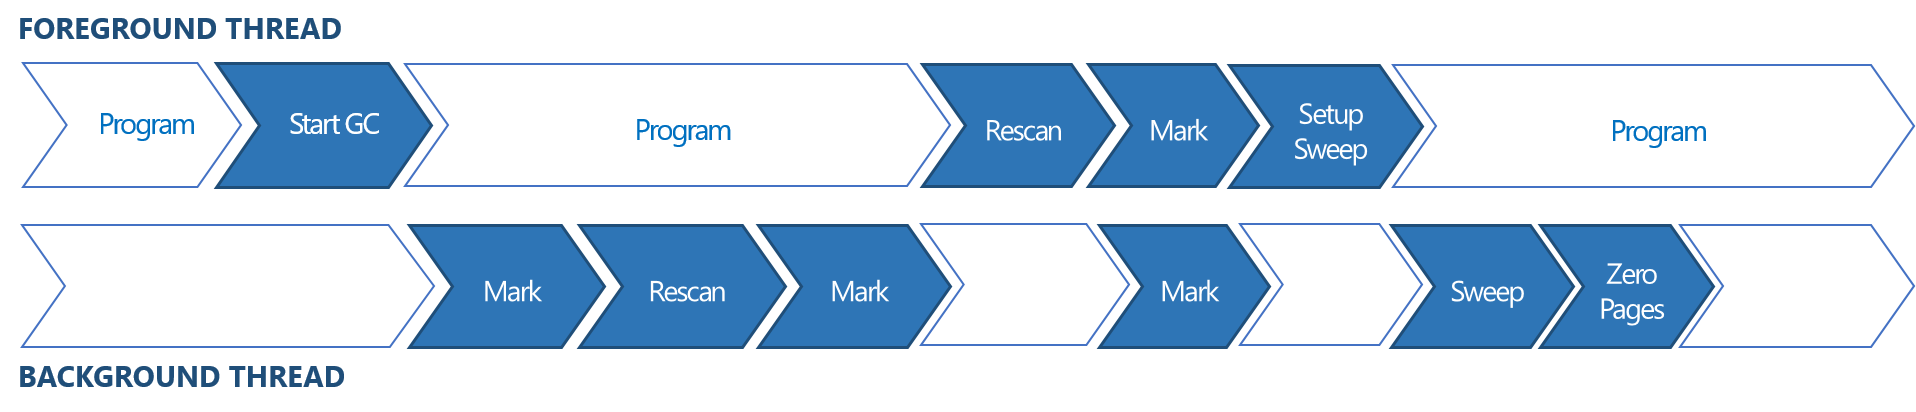 FOREGROUND THREAD
Program
Start GC
Program
Rescan
Mark
Setup
Sweep
Program
Mark
Rescan
Mark
Mark
Sweep
Zero
Pages
BACKGROUND THREAD